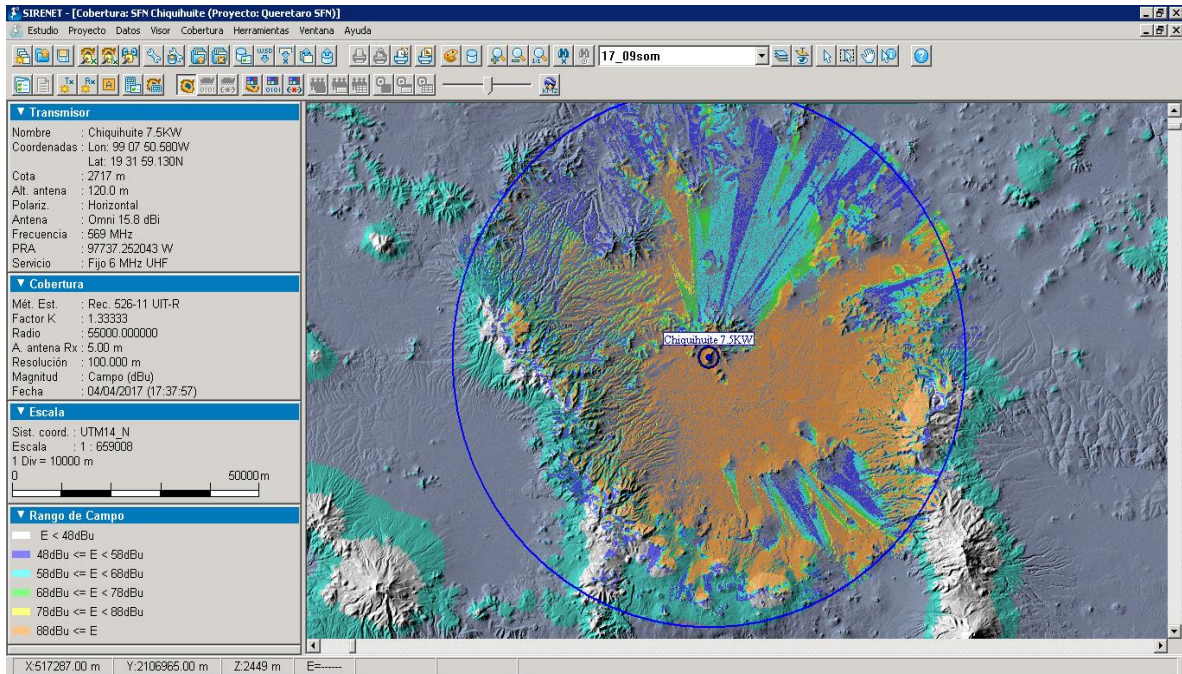 SIRENET - [Cobertura: SFN Chiquihuite (Proyecto: Queretaro SFN)]
Estudio Proyecto Datos Visor Cobertura Herramientas Ventana Ayuda
17_09som
Transmisor
Nombre : Chiquihuite 7.5KW
Coordenadas : Lon: 99 07 50.580W
Lat: 19 31 59.130N
Cota : 2717 m
Alt. antena : 120.0 m
Polariz. : Horizontal
Antena : Omni 15.8 dBi
Frecuencia : 569 MHz
PRA : 97737.252043 W
Servicio : Fijo 6 MHz UHF
Cobertura
Mét. Est. : Rec. 526-11 UIT-R
Factor K : 1.33333
Radio : 55000.000000
A. antena Rx : 5.00 m
Resolución : 100.000 m
Magnitud : Campo (dBu)
Fecha : 04/04/2017 (17:37:57)
Escala
Sist. coord. : UTM14_N
Escala : 1 : 659008
1 Div = 10000 m
0 50000 m
Rango de Campo
E < 48dBu
48dBu <= E < 58dBu
58dBu <= E < 68dBu
68dBu <= E < 78dBu
78dBu <= E < 88dBu
88dBu <= E
Chiquihuite 7.5KW
X:517287.00 m Y:2106965.00 m Z:2449 m E=------